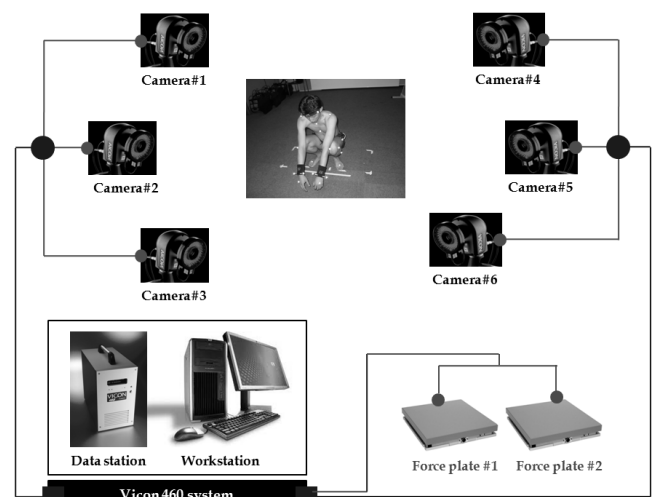 Camera#1
Camera#4
Camera#2
Camera#5
Camera#3
Camera#6
VICON
Data station
Workstation
Force plate #1
Force plate #2
Vicon460 system